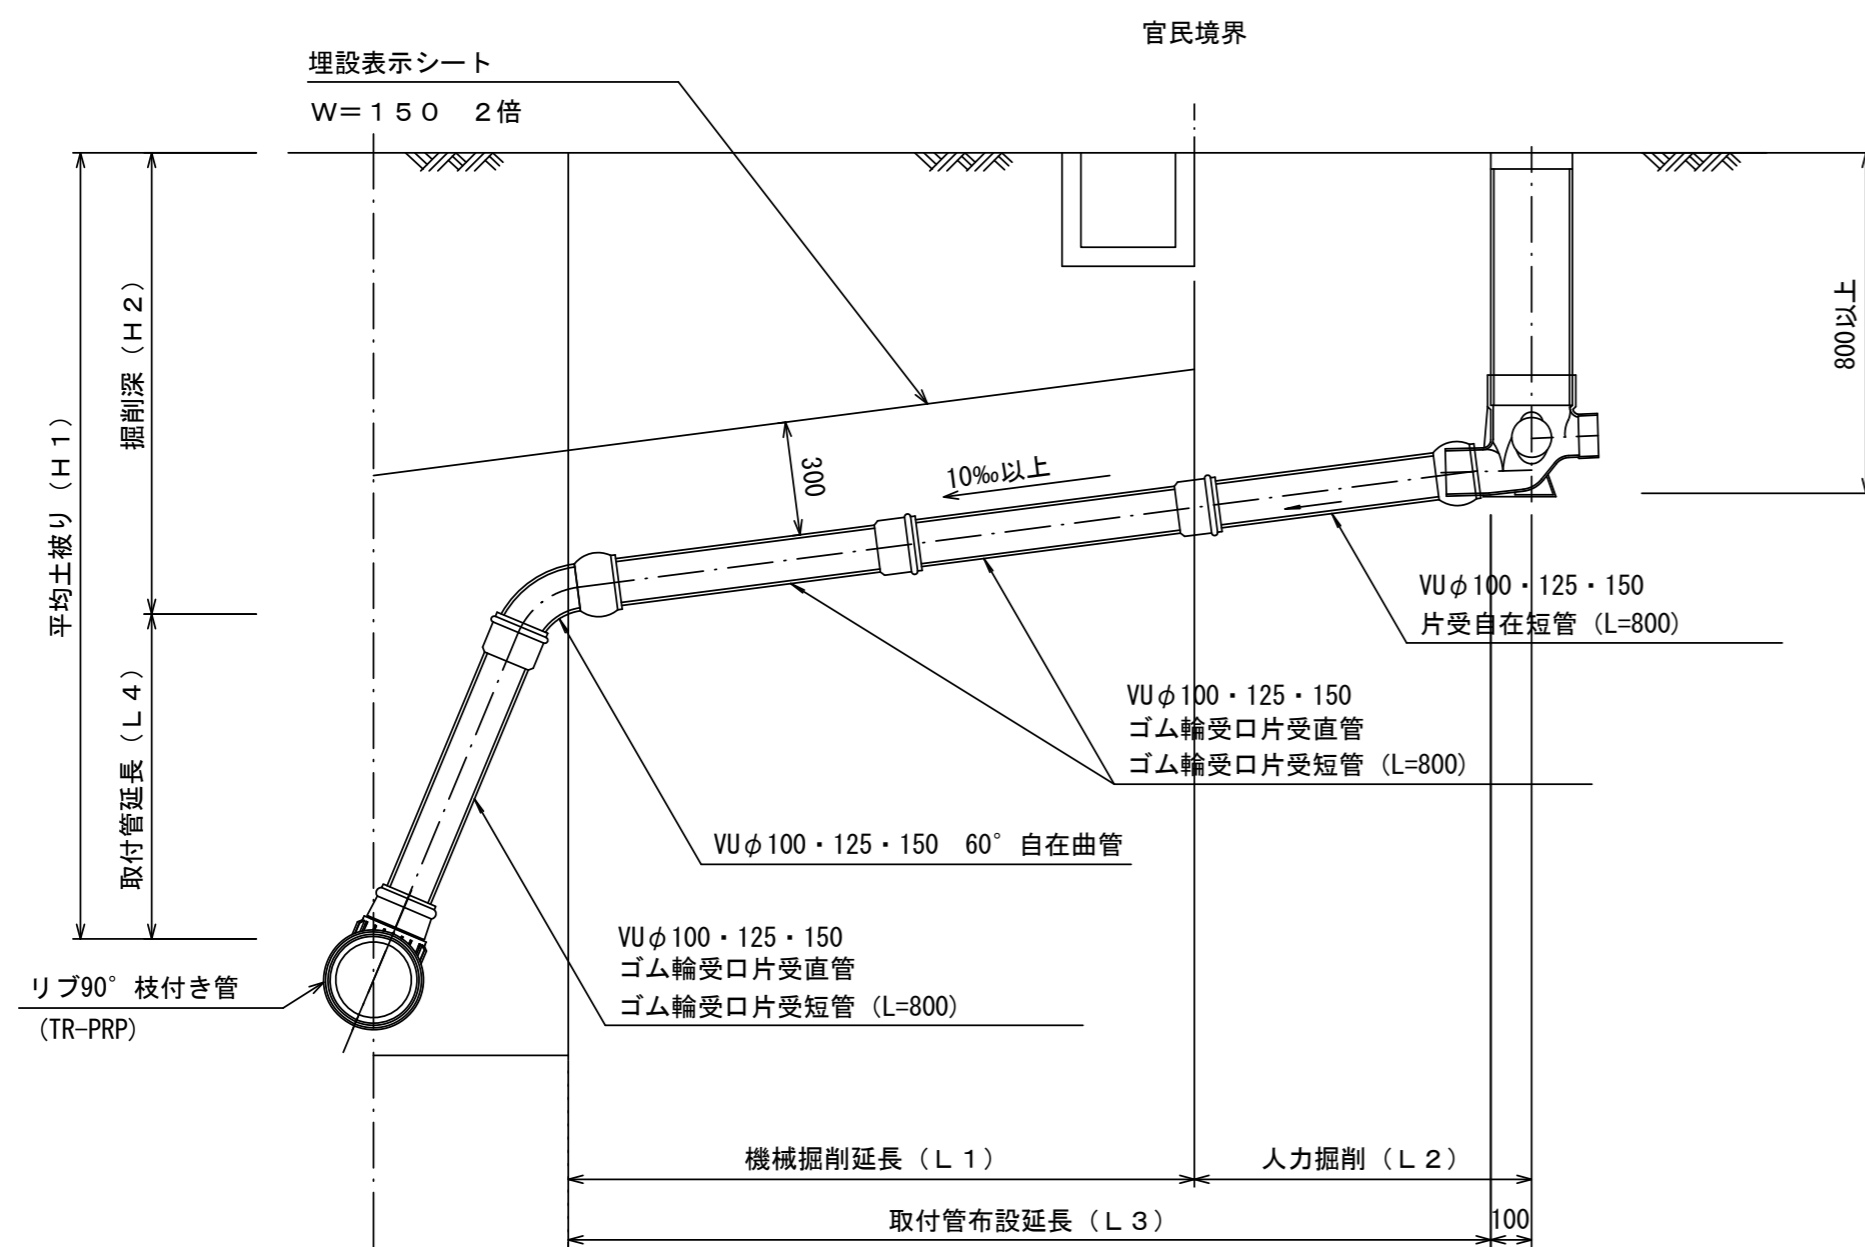 官民境界
埋設表示シート
W=150 2倍
掘削深(H2)
平均土被り(H1)
取付管延長(L4)
800以上
300
10‰以上
VUφ100・125・150
片受自在短管(L=800)
VUφ100・125・150
ゴム輪受口片受直管
ゴム輪受口片受短管(L=800)
VUφ100・125・150 60°自在曲管
VUφ100・125・150
ゴム輪受口片受直管
ゴム輪受口片受短管(L=800)
リブ90°枝付き管
(TR-PRP)
機械掘削延長(L1)
人力掘削(L2)
取付管布設延長(L3)
100